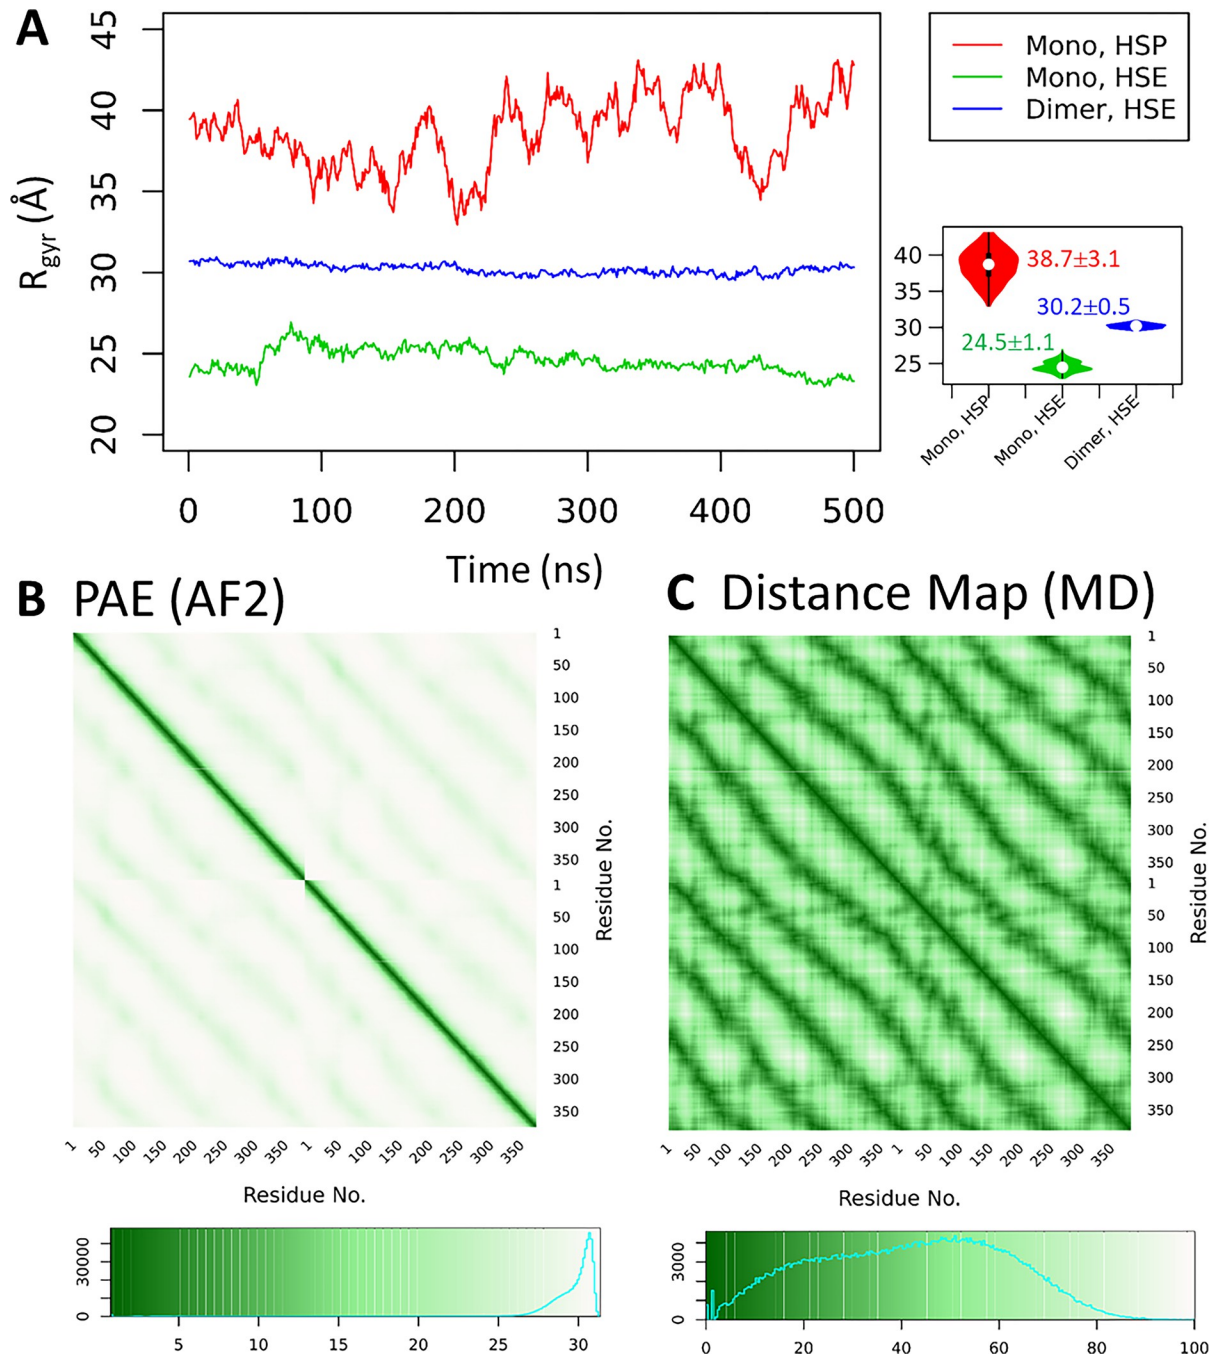 A
45
40
35
30
25
20
R_gyr (Å)
0 100 200 300 400 500
Time (ns)
Mono, HSP
Mono, HSE
Dimer, HSE
40
35
30
25
38.7±3.1
30.2±0.5
24.5±1.1
Mono, HSP
Mono, HSE
Dimer, HSE
B PAE (AF2)
1
50
100
150
200
250
300
350
1
50
100
150
200
250
300
350
Residue No.
1 50 100 150 200 250 300 350 1 50 100 150 200 250 300 350
Residue No.
30000
0
5 10 15 20 25 30
C Distance Map (MD)
1
50
100
150
200
250
300
350
1
50
100
150
200
250
300
350
Residue No.
1 50 100 150 200 250 300 350 1 50 100 150 200 250 300 350
Residue No.
3000
0
0 20 40 60 80 100